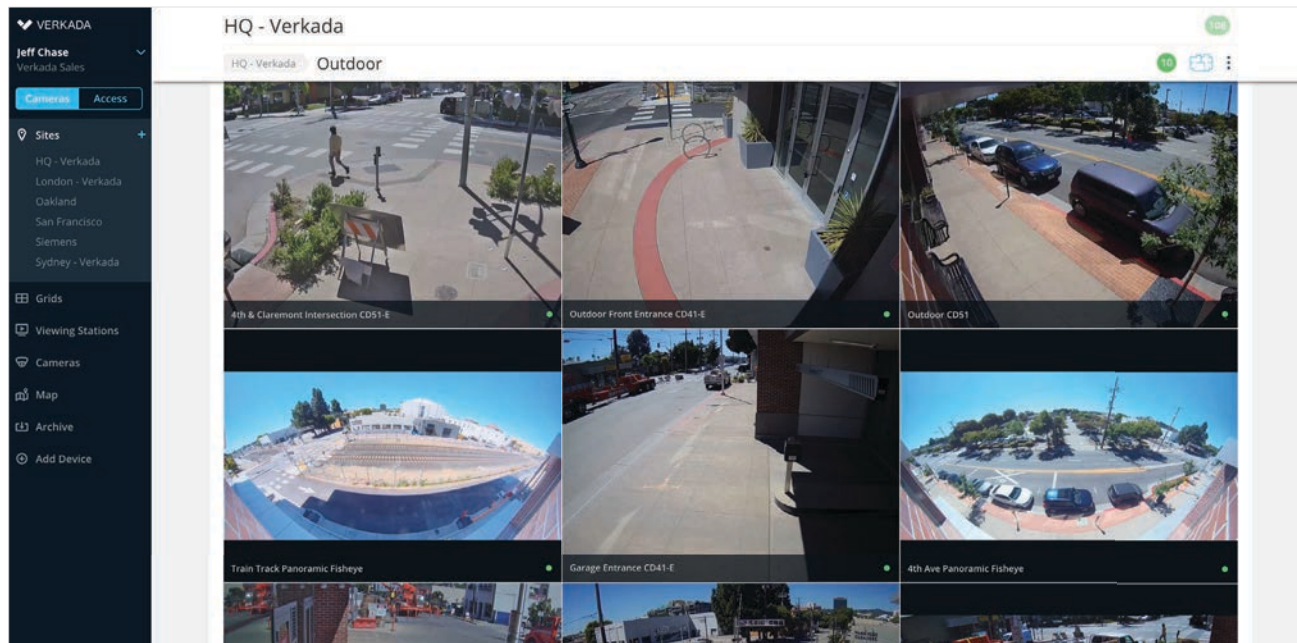 VERKADA
Jeff Chase
Verkada Sales
Cameras
Access
Sites +
HQ - Verkada
London - Verkada
Oakland
San Francisco
Siemens
Sydney - Verkada
Grids
Viewing Stations
Cameras
Map
Archive
Add Device
HQ - Verkada
108
HQ - Verkada
Outdoor
10
4th & Claremont Intersection CD51-E
Outdoor Front Entrance CD41-E
Outdoor CD51
Train Track Panoramic Fisheye
Garage Entrance CD41-E
4th Ave Panoramic Fisheye